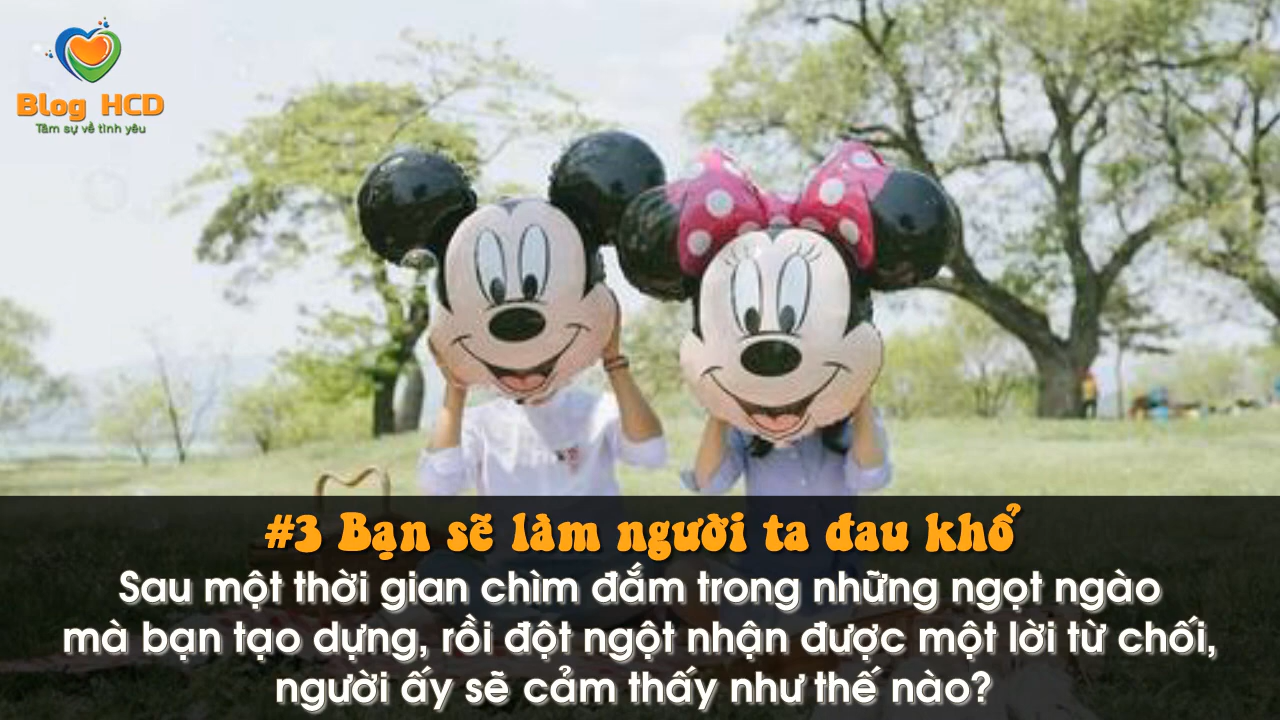 Blog HCD
Tâm sự về tình yêu
#3 Bạn sẽ làm người ta đau khổ
Sau một thời gian chìm đắm trong những ngọt ngào
mà bạn tạo dựng, rồi đột ngột nhận được một lời từ chối,
người ấy sẽ cảm thấy như thế nào?